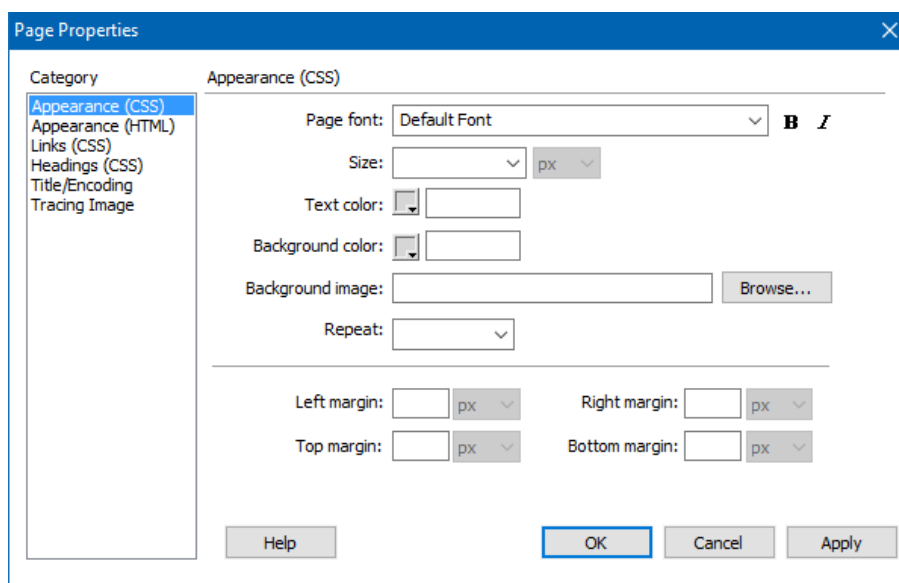 Page Properties
Category
Appearance (CSS)
Appearance (CSS)
Appearance (HTML)
Links (CSS)
Headings (CSS)
Title/Encoding
Tracing Image
Page font: Default Font B I
Size: px
Text color:
Background color:
Background image: Browse...
Repeat:
Left margin: px Right margin: px
Top margin: px Bottom margin: px
Help OK Cancel Apply